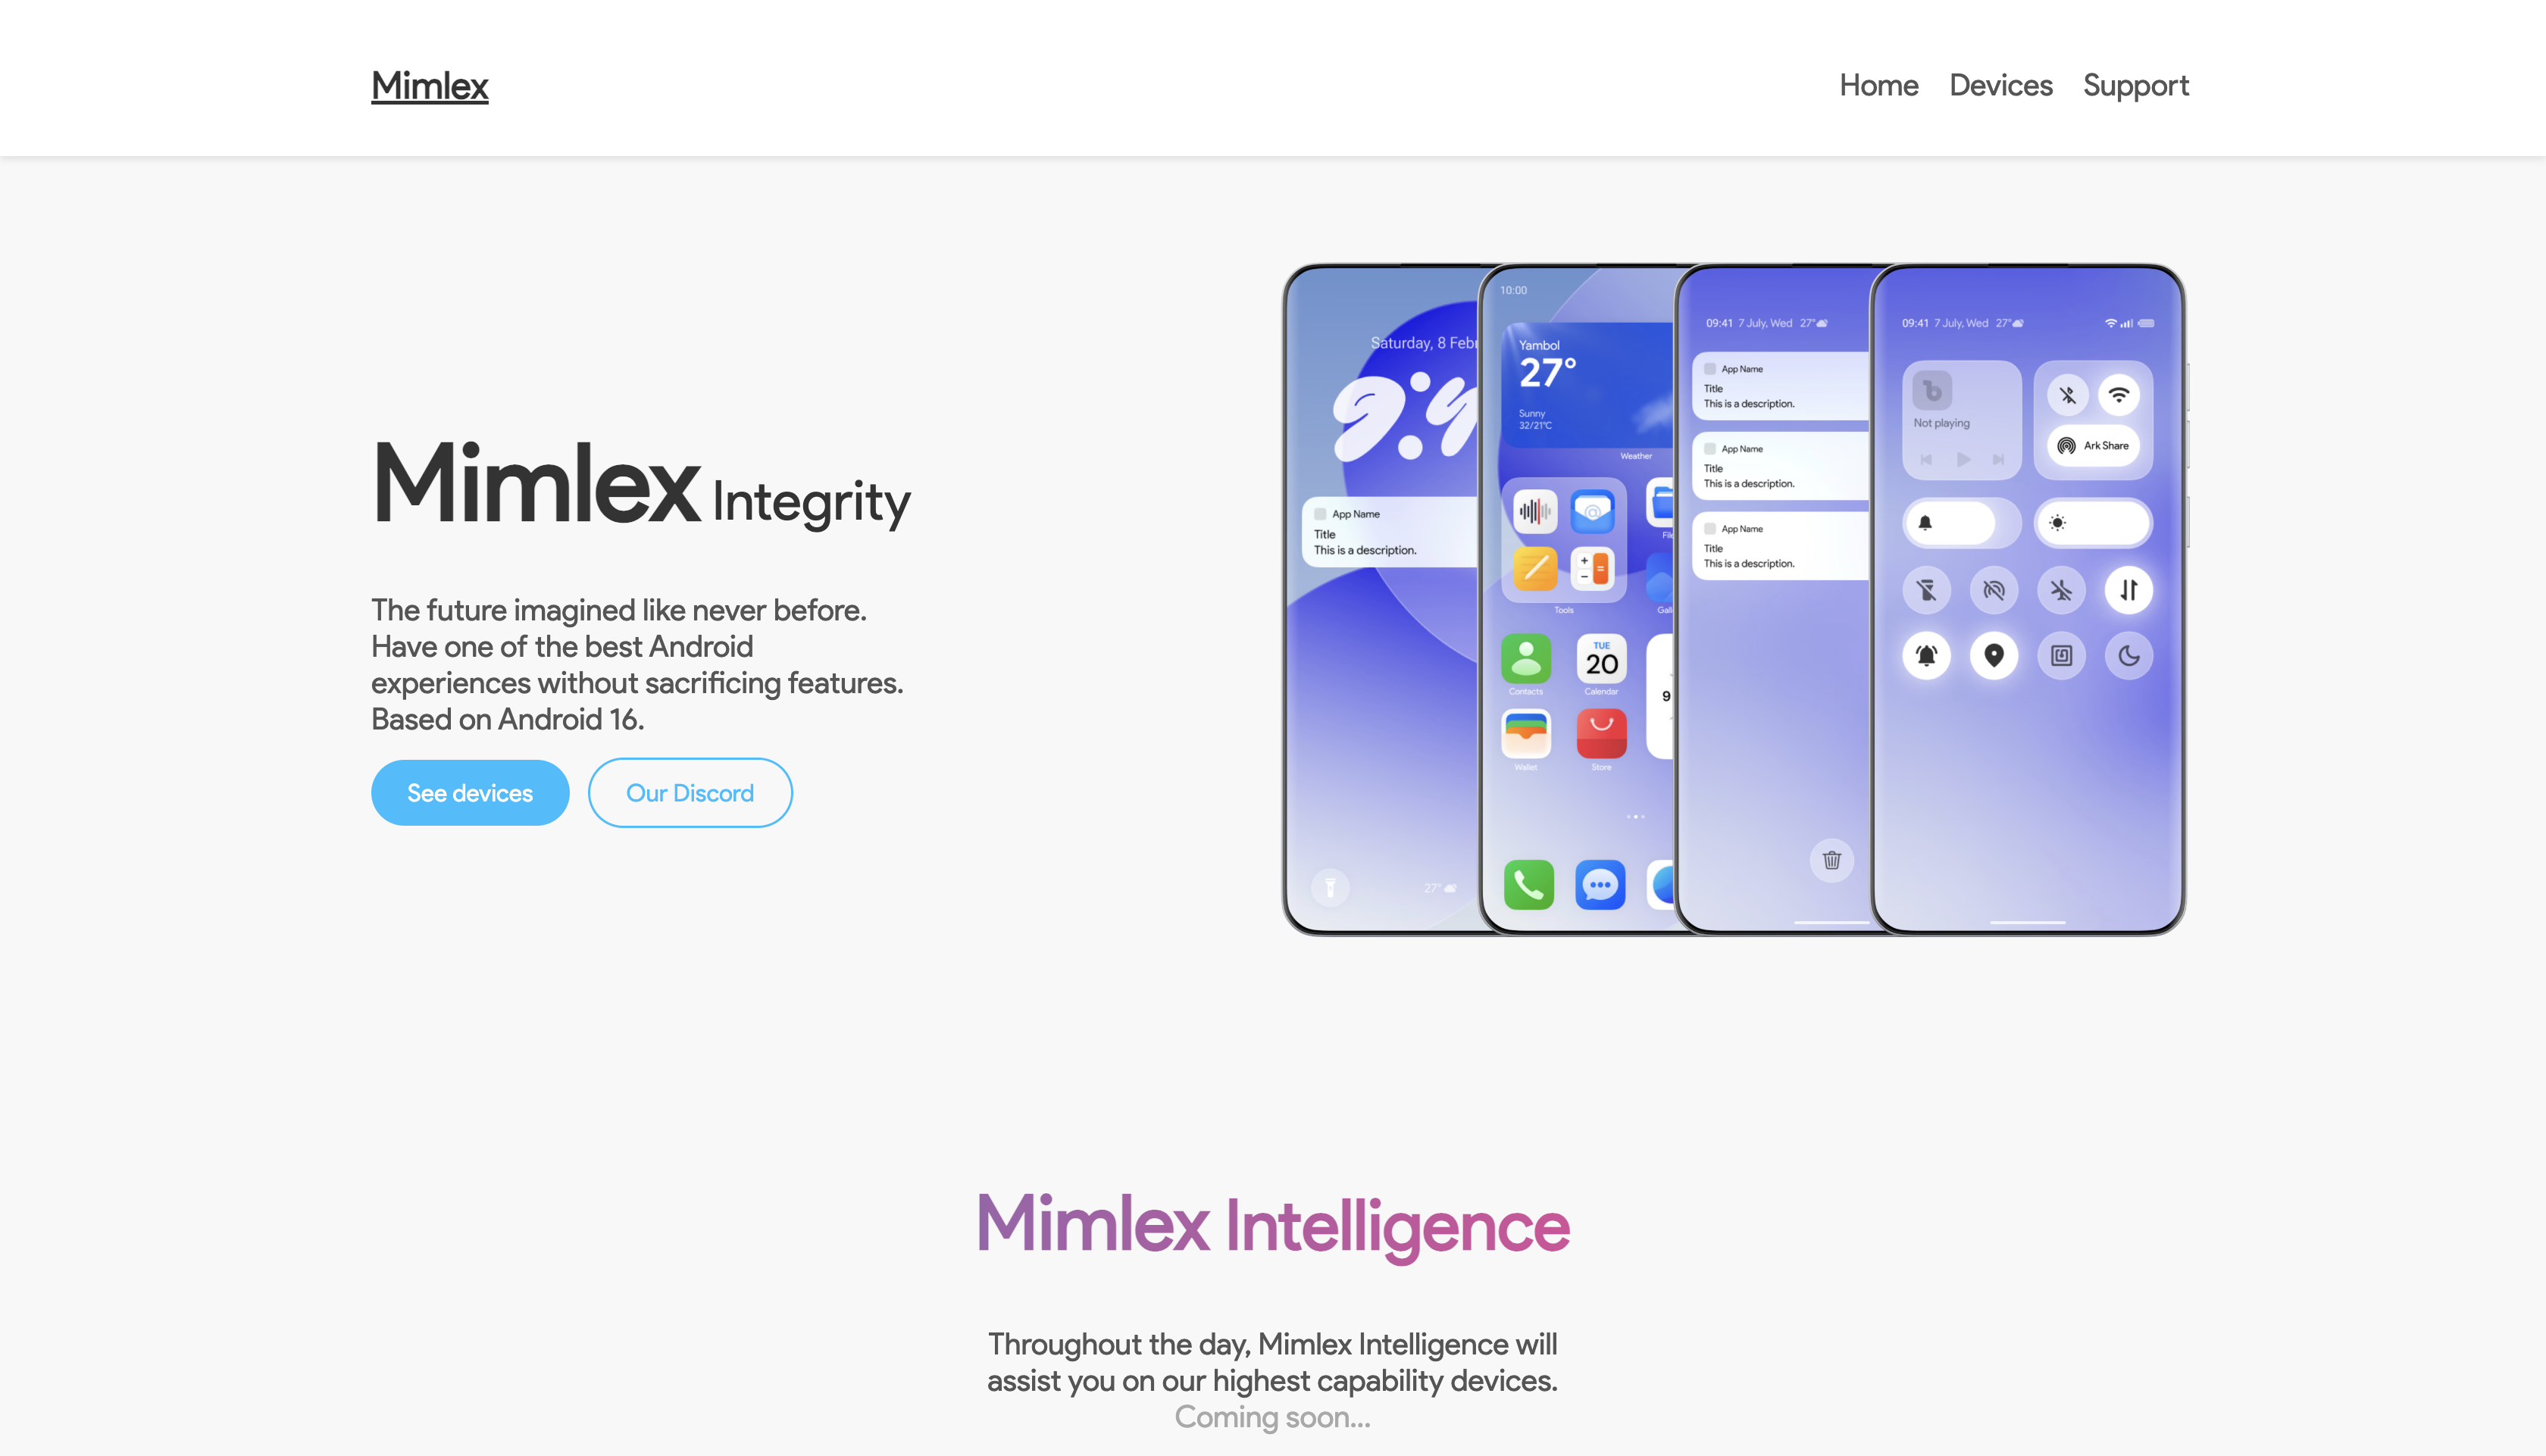 Mimlex
Home Devices Support
Mimlex Integrity
The future imagined like never before.
Have one of the best Android
experiences without sacrificing features.
Based on Android 16.
See devices
Our Discord
Saturday, 8 Febr
App Name
Title
This is a description.
27°
10:00
Yambol
27°
Sunny
32/21°C
Weather
Tools
Contacts
TUE
20
Calendar
9
Wallet
Store
09:41 7 July, Wed 27°
App Name
Title
This is a description.
App Name
Title
This is a description.
App Name
Title
This is a description.
09:41 7 July, Wed 27°
Not playing
Ark Share
Mimlex Intelligence
Throughout the day, Mimlex Intelligence will
assist you on our highest capability devices.
Coming soon...